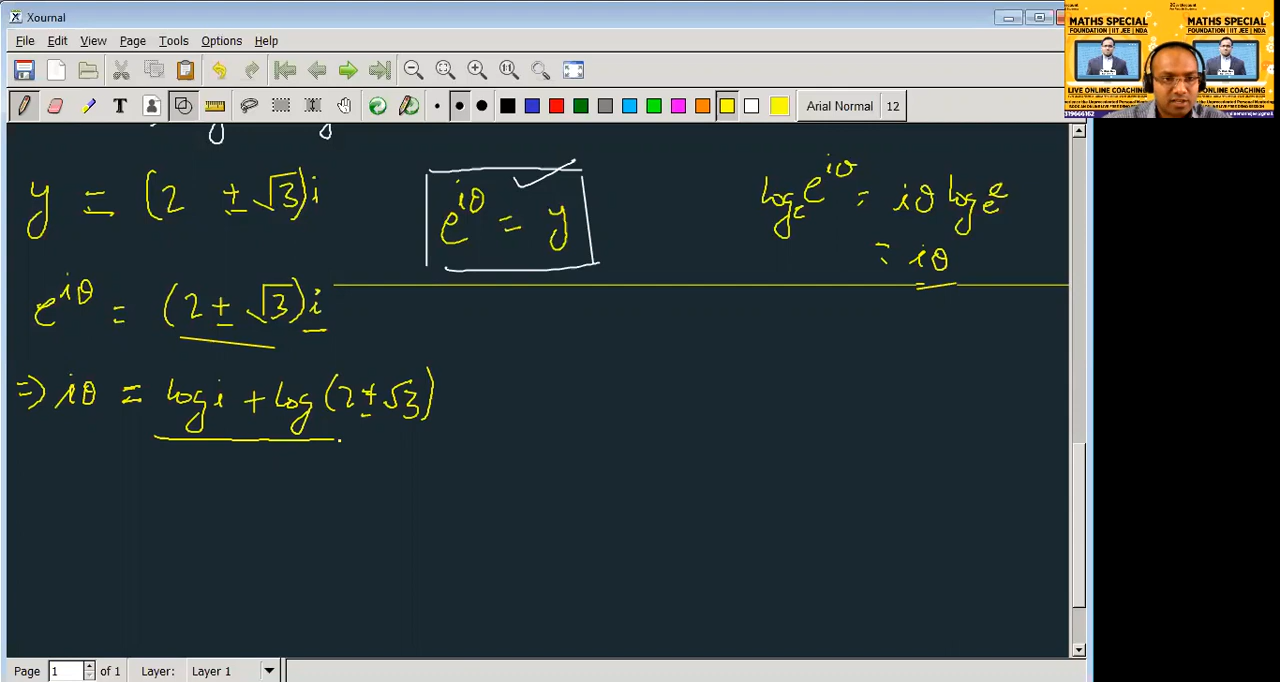 Xournal
File Edit View Page Tools Options Help
Arial Normal 12
MATHS SPECIAL
FOUNDATION | IIT JEE | NDA
LIVE ONLINE COACHING
MATHS SPECIAL
FOUNDATION | IIT JEE | NDA
LIVE ONLINE COACHING
y = (2 ± √3)i
e^{iθ} = y
log_e e^{iθ} = iθ log_e e
= iθ
e^{iθ} = (2 ± √3)i
=> iθ = log i + log(2 ± √3)
Page 1 of 1 Layer: Layer 1